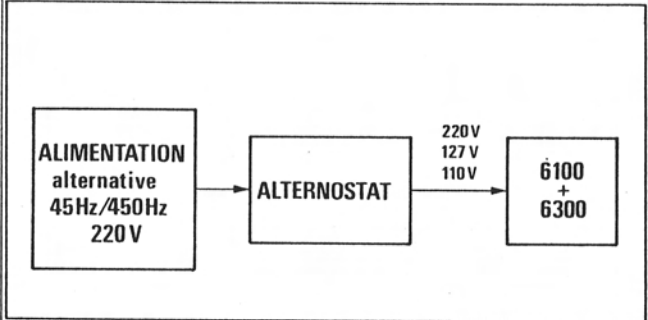 ALIMENTATION
alternative
45Hz/450Hz
220V
ALTERNOSTAT
220V
127V
110V
6100
+
6300